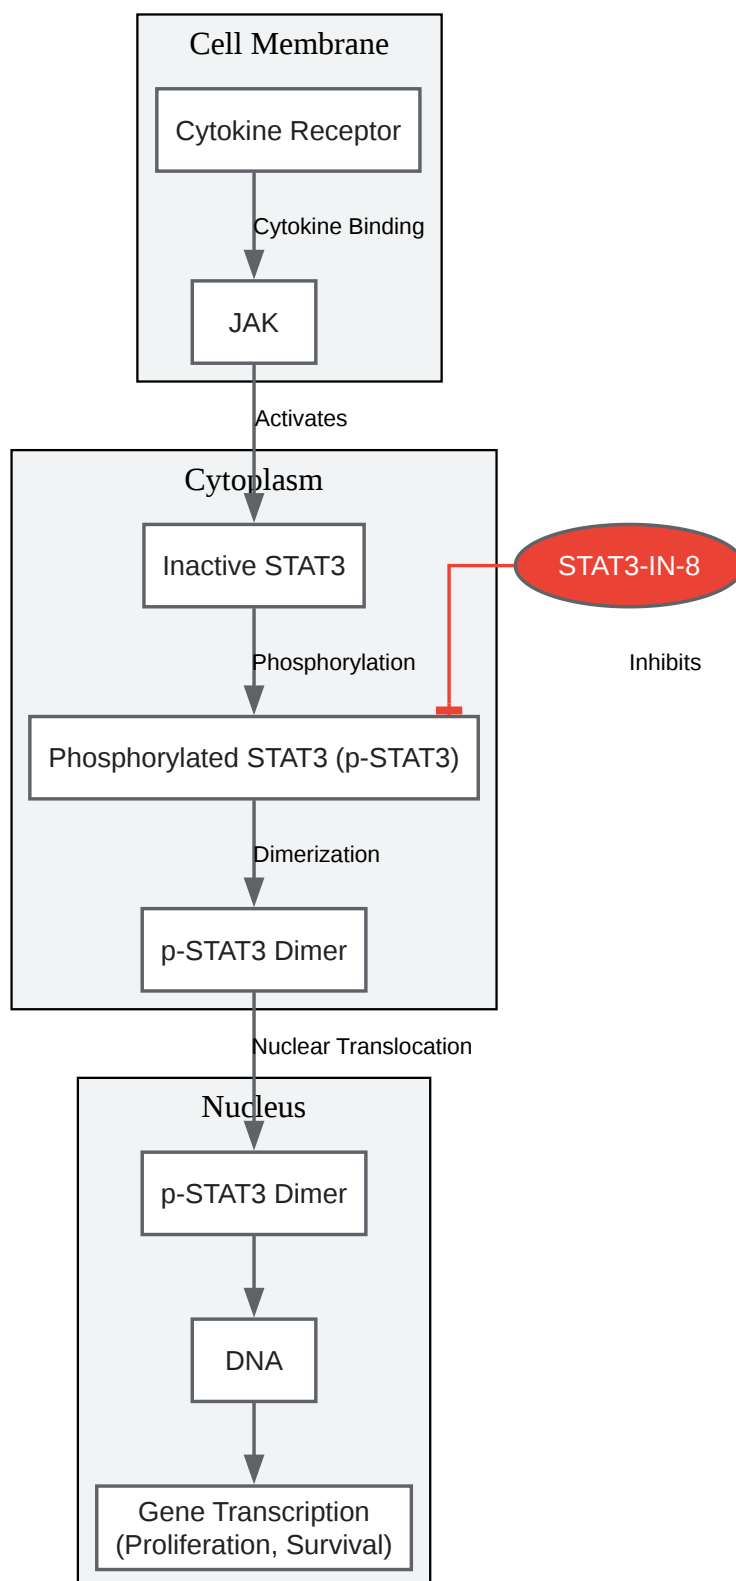 Cell Membrane
Cytokine Receptor
Cytokine Binding
JAK
Activates
Cytoplasm
Inactive STAT3
STAT3-IN-8
Phosphorylation
Inhibits
Phosphorylated STAT3 (p-STAT3)
Dimerization
p-STAT3 Dimer
Nuclear Translocation
Nucleus
p-STAT3 Dimer
DNA
Gene Transcription
(Proliferation, Survival)